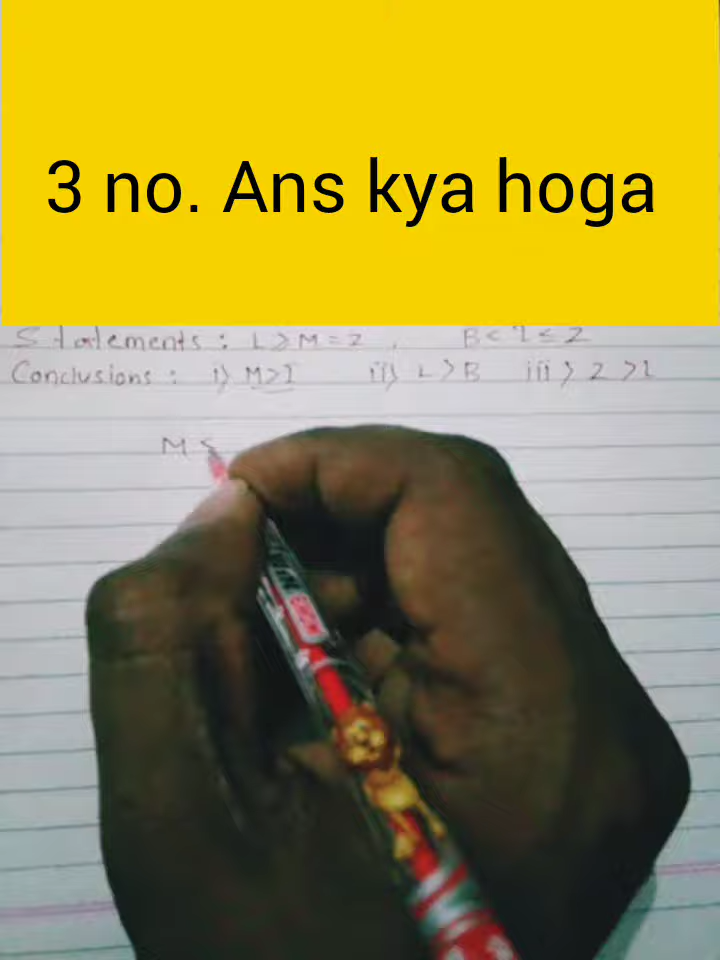 3 no. Ans kya hoga
Statements : L > M = Z , B < I ≤ Z
Conclusions : i) M>I ii) L>B iii) Z>I
M